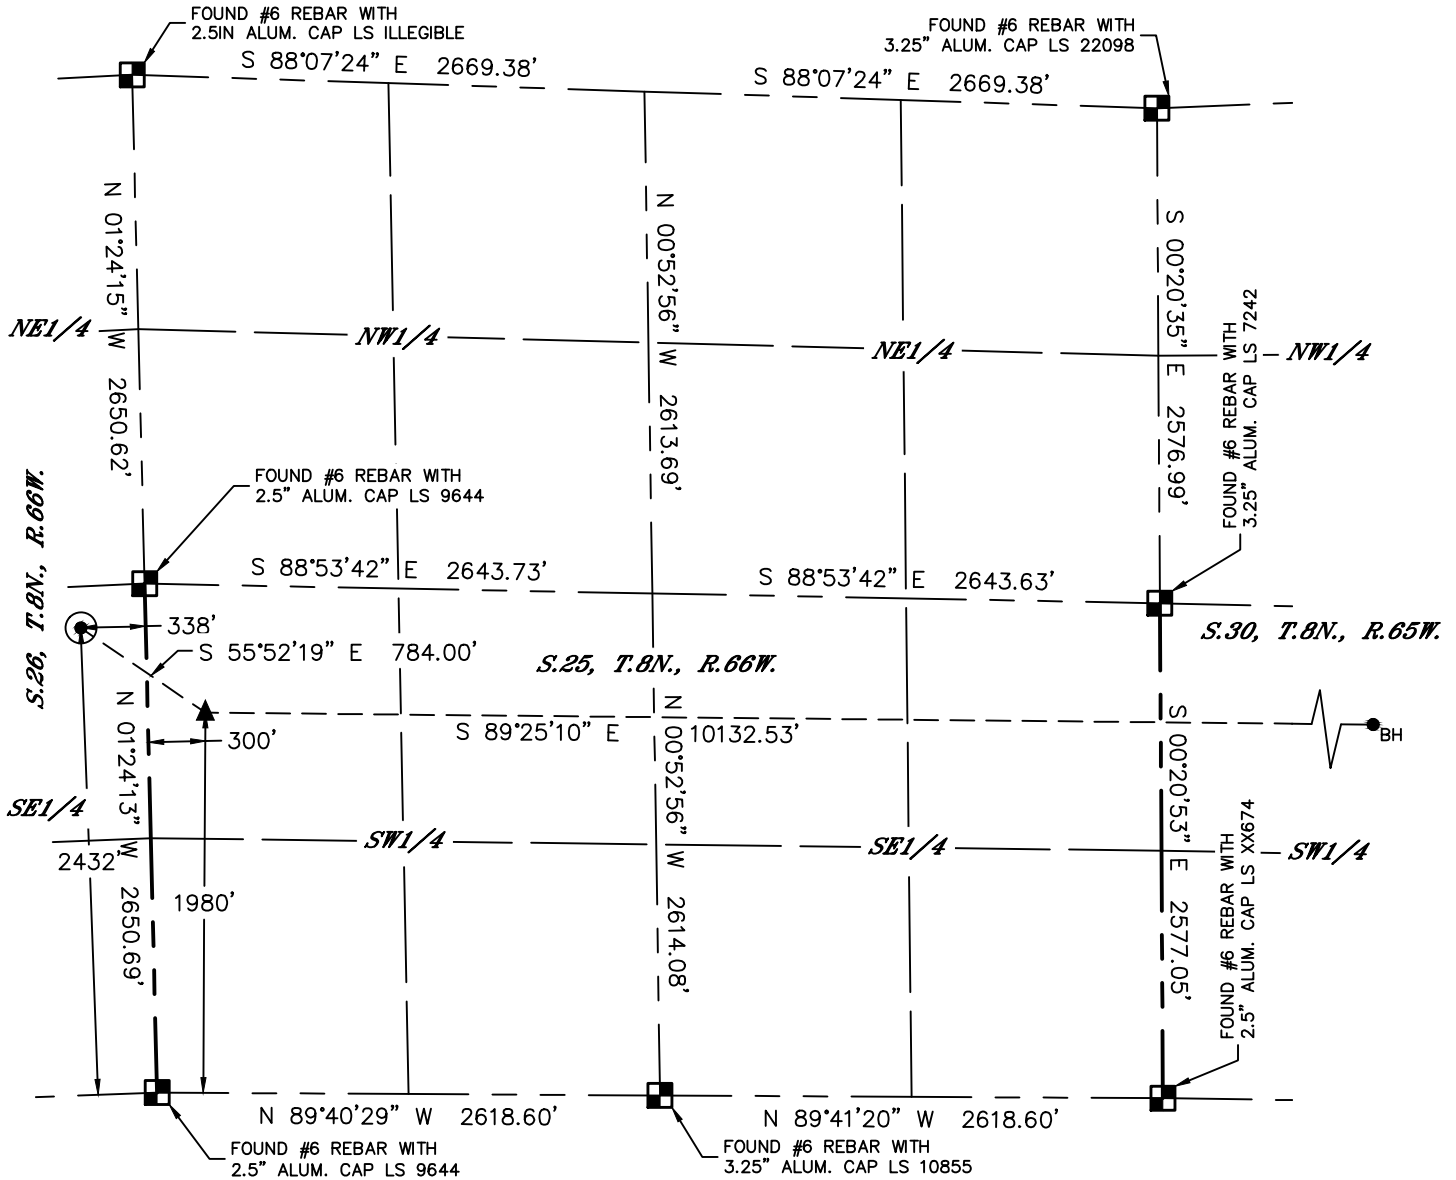 FOUND #6 REBAR WITH
2.5IN ALUM. CAP LS ILLEGIBLE
FOUND #6 REBAR WITH
3.25" ALUM. CAP LS 22098
S 88°07'24" E 2669.38'
S 88°07'24" E 2669.38'
N 01°24'15" W 2650.62'
N 00°52'56" W 2613.69'
S 00°20'35" E 2576.99'
FOUND #6 REBAR WITH
3.25" ALUM. CAP LS 7242
NE1/4
NW1/4
NE1/4
NW1/4
FOUND #6 REBAR WITH
2.5" ALUM. CAP LS 9644
S.26, T.8N., R.66W.
S 88°53'42" E 2643.73'
S 88°53'42" E 2643.63'
338'
S 55°52'19" E 784.00'
S.25, T.8N., R.66W.
S.30, T.8N., R.65W.
N 01°24'13" W 2650.69'
300'
S 89°25'10" E 10132.53'
N 00°52'56" W 2614.08'
S 00°20'53" E 2577.05'
BH
SE1/4
SW1/4
SE1/4
SW1/4
2432'
1980'
FOUND #6 REBAR WITH
2.5" ALUM. CAP LS XX674
N 89°40'29" W 2618.60'
N 89°41'20" W 2618.60'
FOUND #6 REBAR WITH
2.5" ALUM. CAP LS 9644
FOUND #6 REBAR WITH
3.25" ALUM. CAP LS 10855